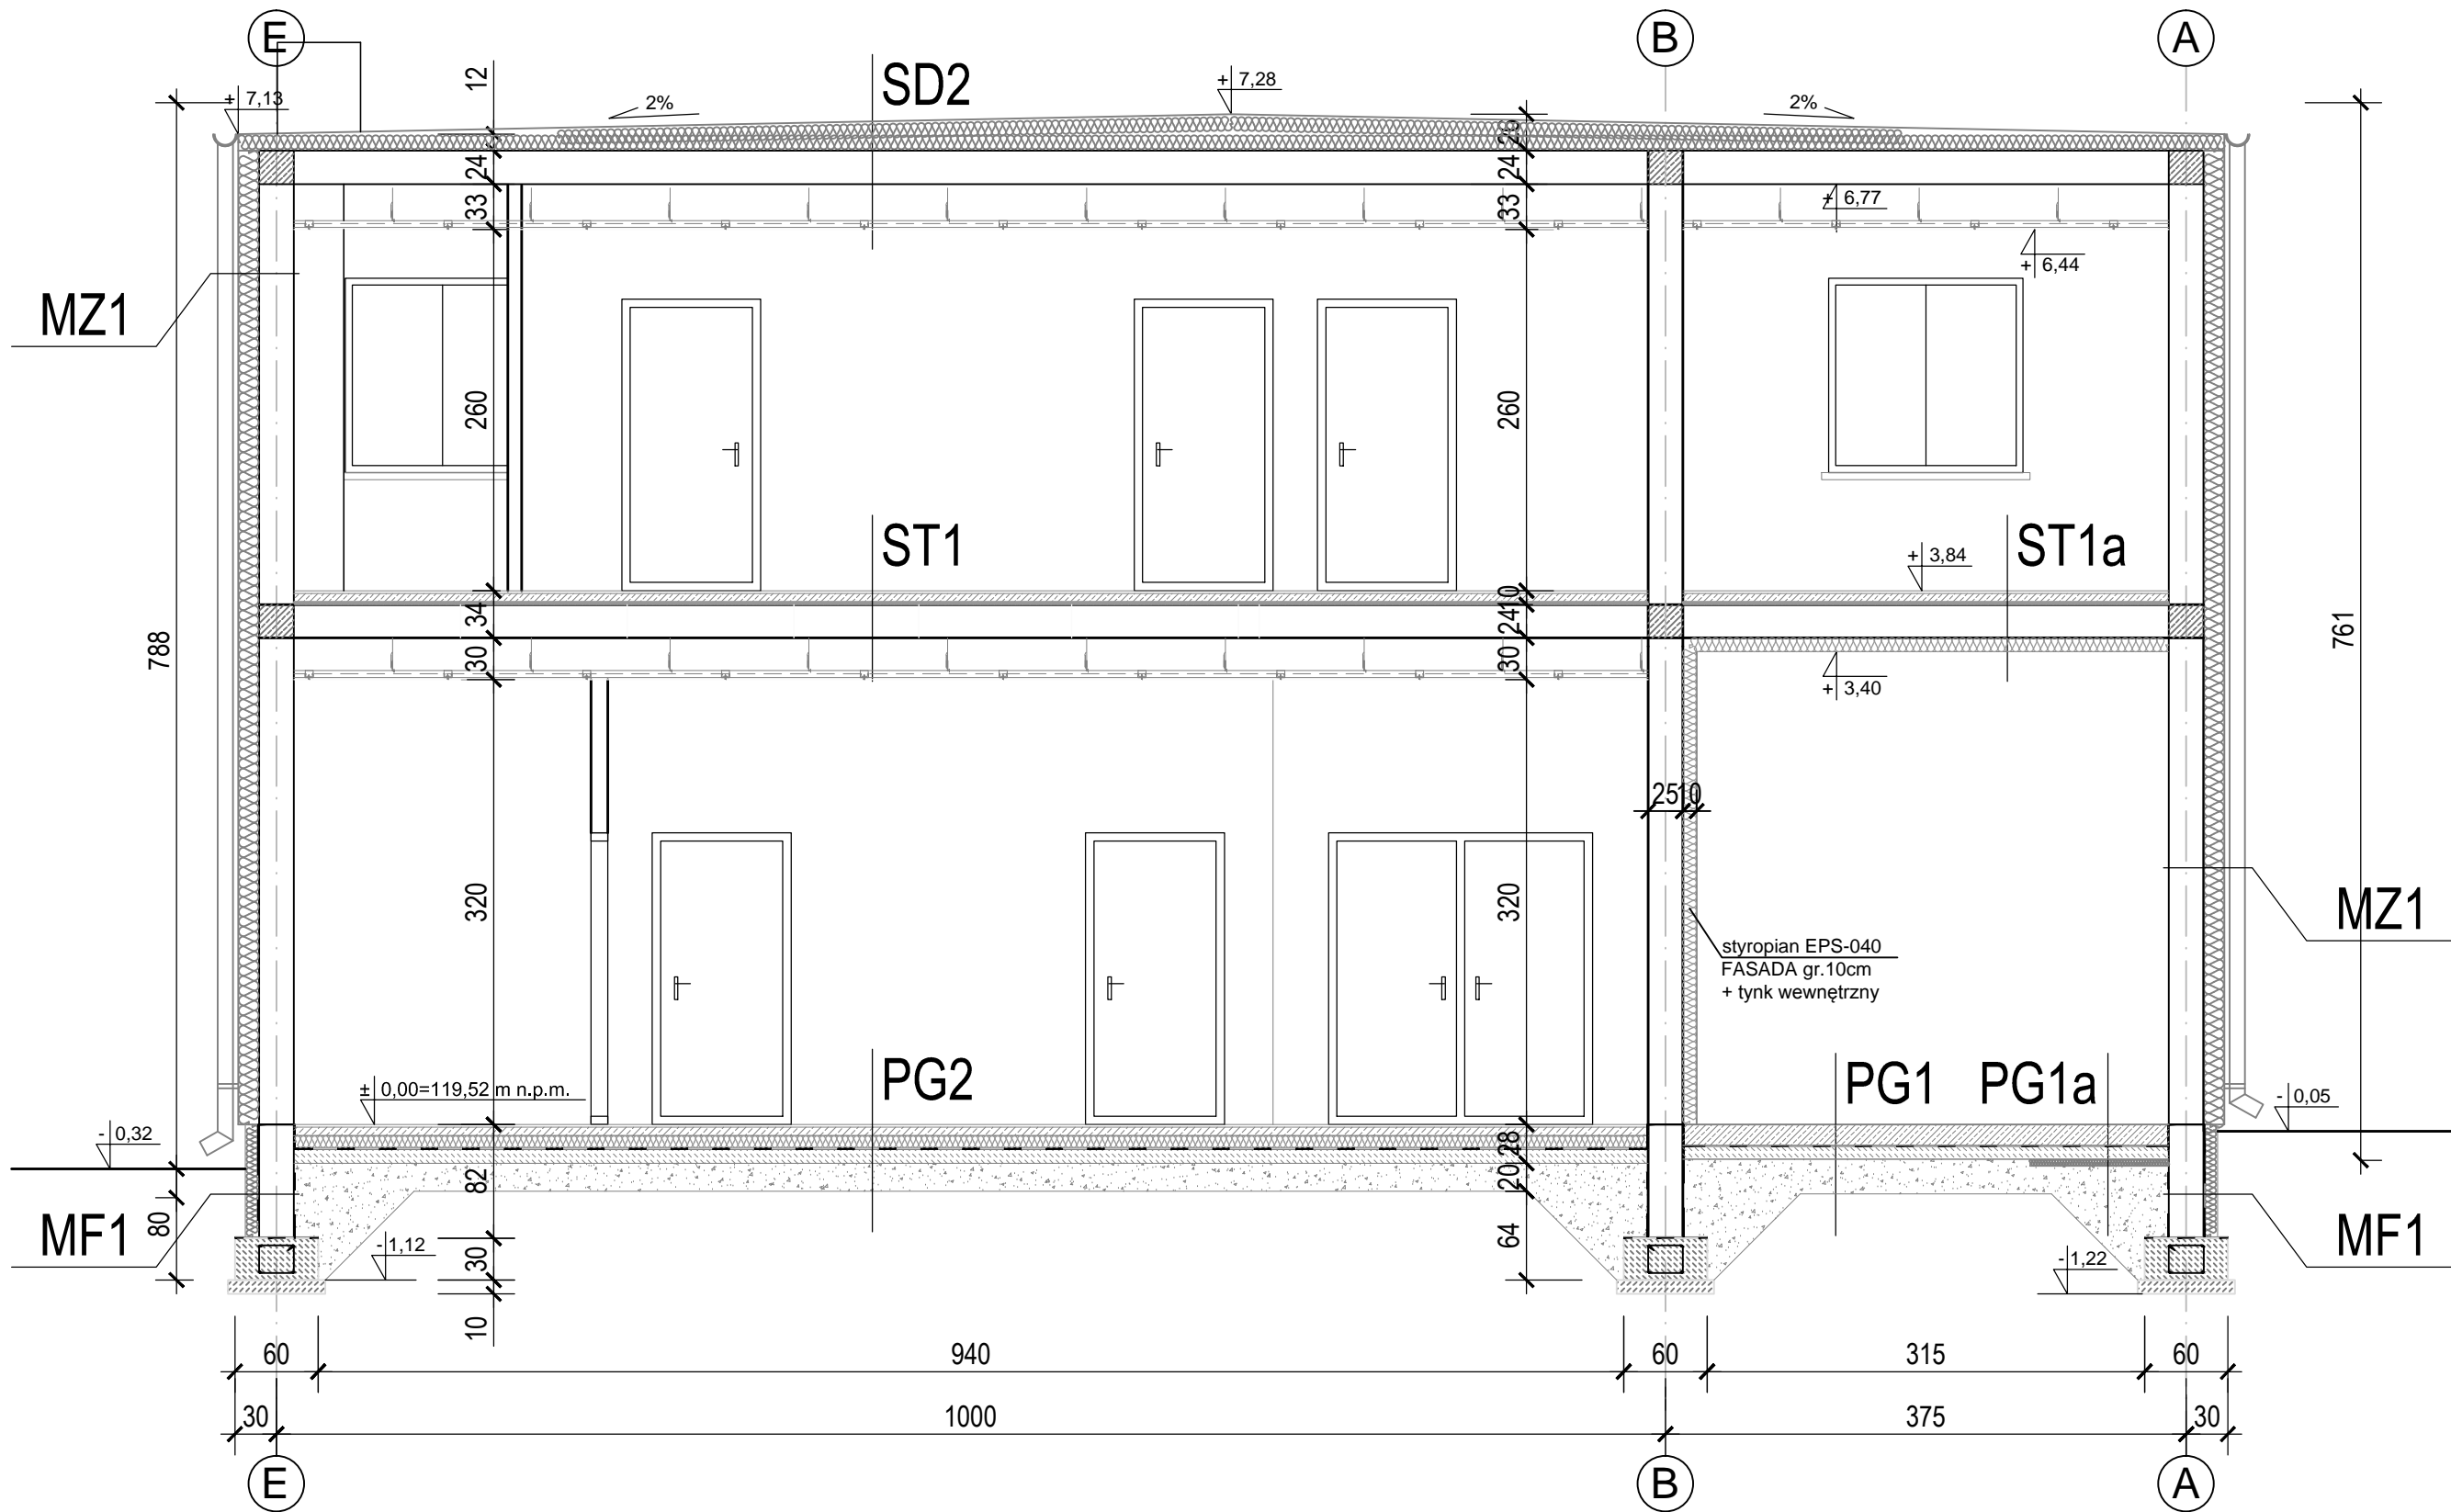 E
B
A
12
SD2
+ 7,28
+ 7,13
2%
2%
24
24
33
33
+ 6,77
+ 6,44
MZ1
260
260
ST1
ST1a
+ 3,84
10
34
24
788
761
30
30
+ 3,40
25
10
320
320
MZ1
styropian EPS-040
FASADA gr.10cm
+ tynk wewnętrzny
PG2
PG1
PG1a
± 0,00=119,52 m n.p.m.
- 0,05
- 0,32
28
82
20
80
64
MF1
MF1
- 1,12
- 1,22
30
10
60
940
60
315
60
30
1000
375
30
E
B
A